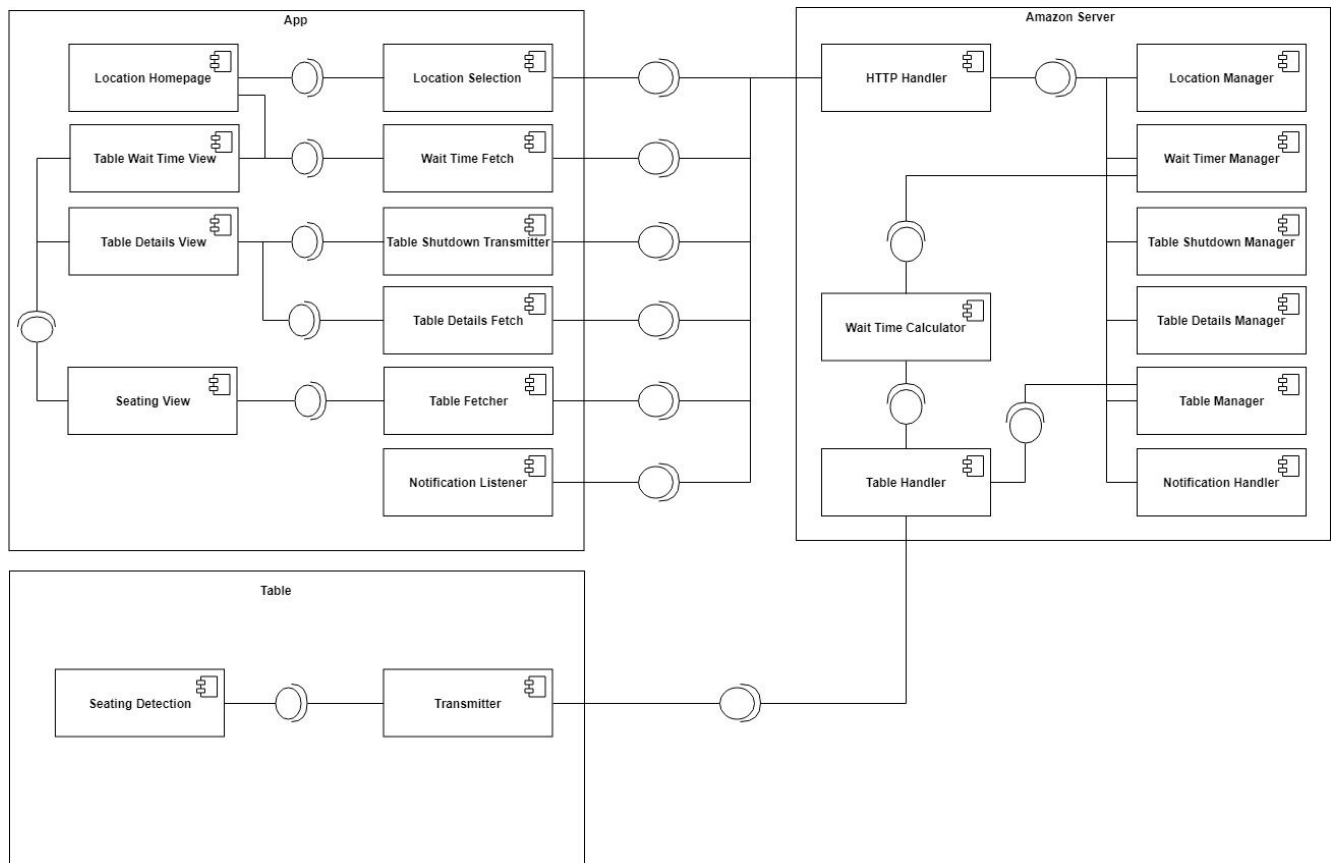 App
Amazon Server
Location Homepage
Location Selection
HTTP Handler
Location Manager
Table Wait Time View
Wait Time Fetch
Wait Timer Manager
Table Details View
Table Shutdown Transmitter
Table Shutdown Manager
Table Details Fetch
Wait Time Calculator
Table Details Manager
Seating View
Table Fetcher
Table Manager
Notification Listener
Table Handler
Notification Handler
Table
Seating Detection
Transmitter